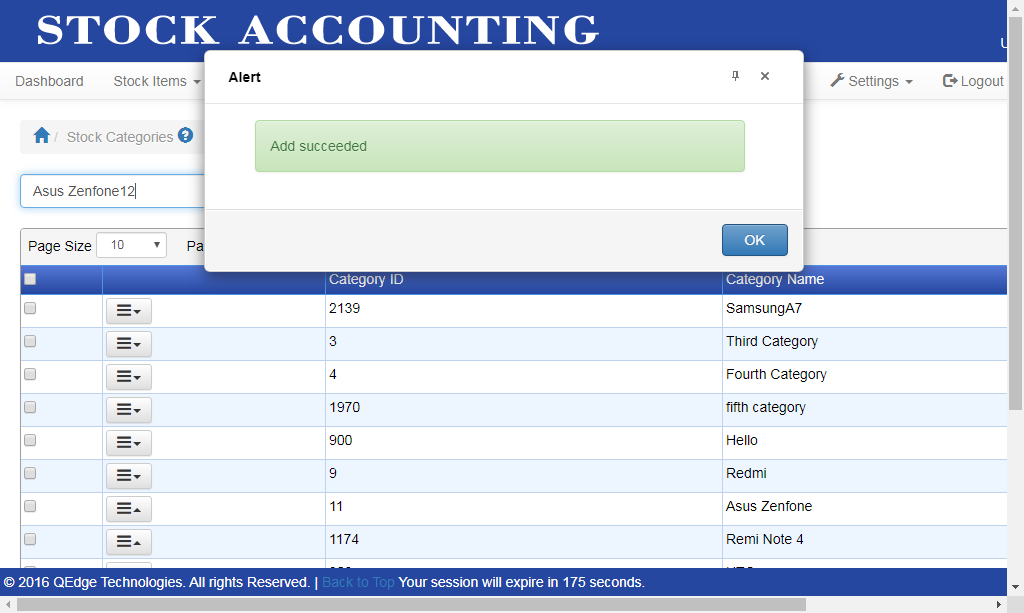 STOCK ACCOUNTING
Dashboard
Stock Items
Settings
Logout
Alert
Add succeeded
OK
Stock Categories
Asus Zenfone12
Page Size 10 Pa
Category ID Category Name
2139 SamsungA7
3 Third Category
4 Fourth Category
1970 fifth category
900 Hello
9 Redmi
11 Asus Zenfone
1174 Remi Note 4
© 2016 QEdge Technologies. All rights Reserved. | Back to Top Your session will expire in 175 seconds.